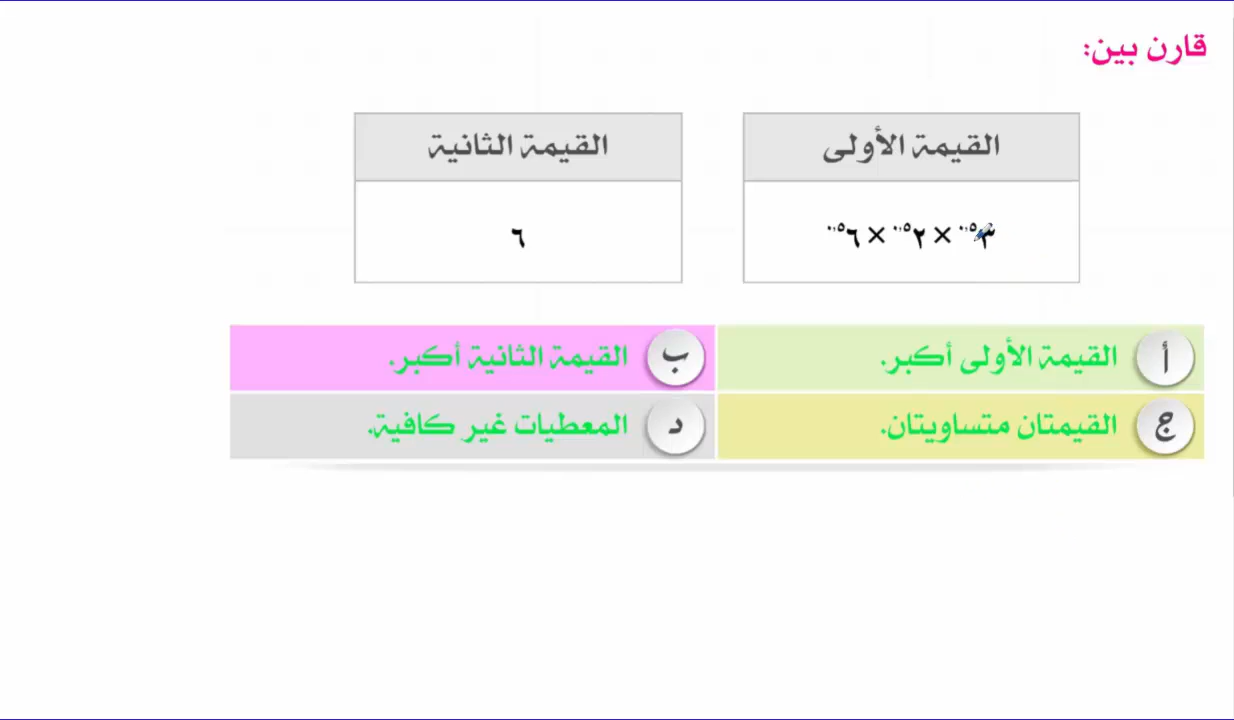 قارن بين:
القيمة الأولى
القيمة الثانية
٣^٠,٥ × ٢^٠,٥ × ٦^٠,٥
٦
أ القيمة الأولى أكبر.
ب القيمة الثانية أكبر.
ج القيمتان متساويتان.
د المعطيات غير كافية.